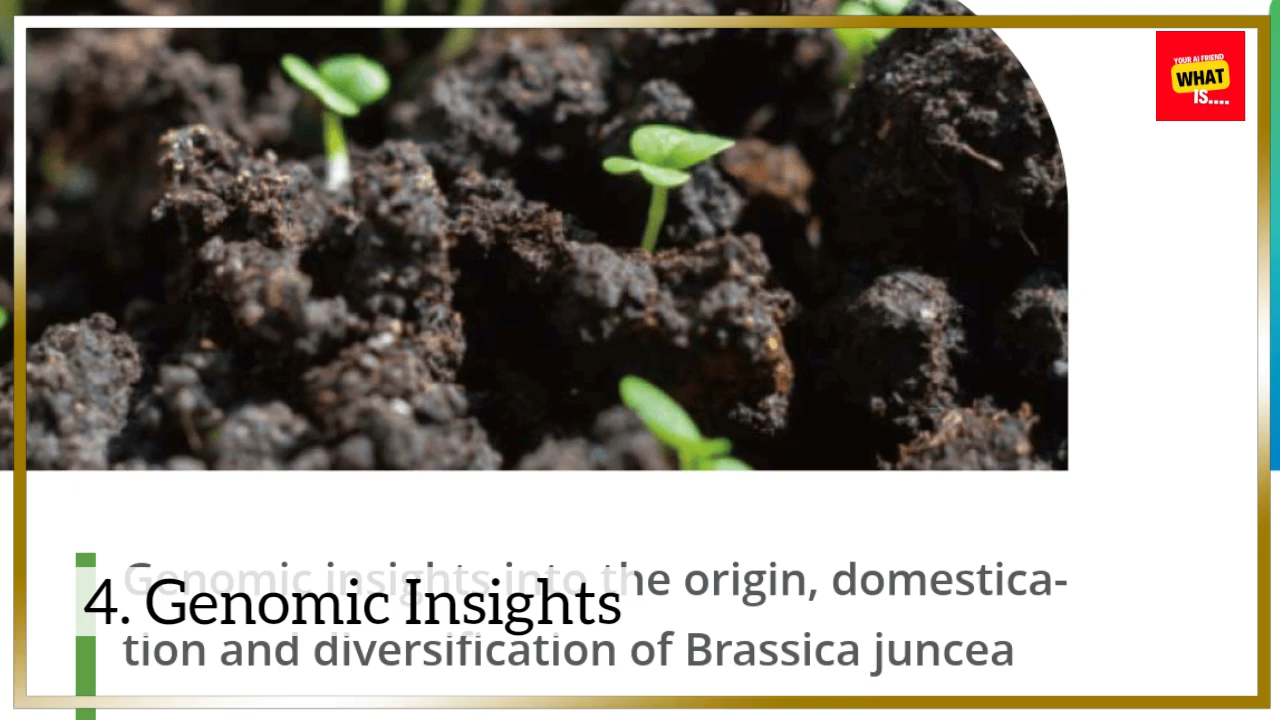 YOUR AI FRIEND
WHAT
IS....
Genomic insights into the origin, domestica-
4. Genomic Insights
tion and diversification of Brassica juncea